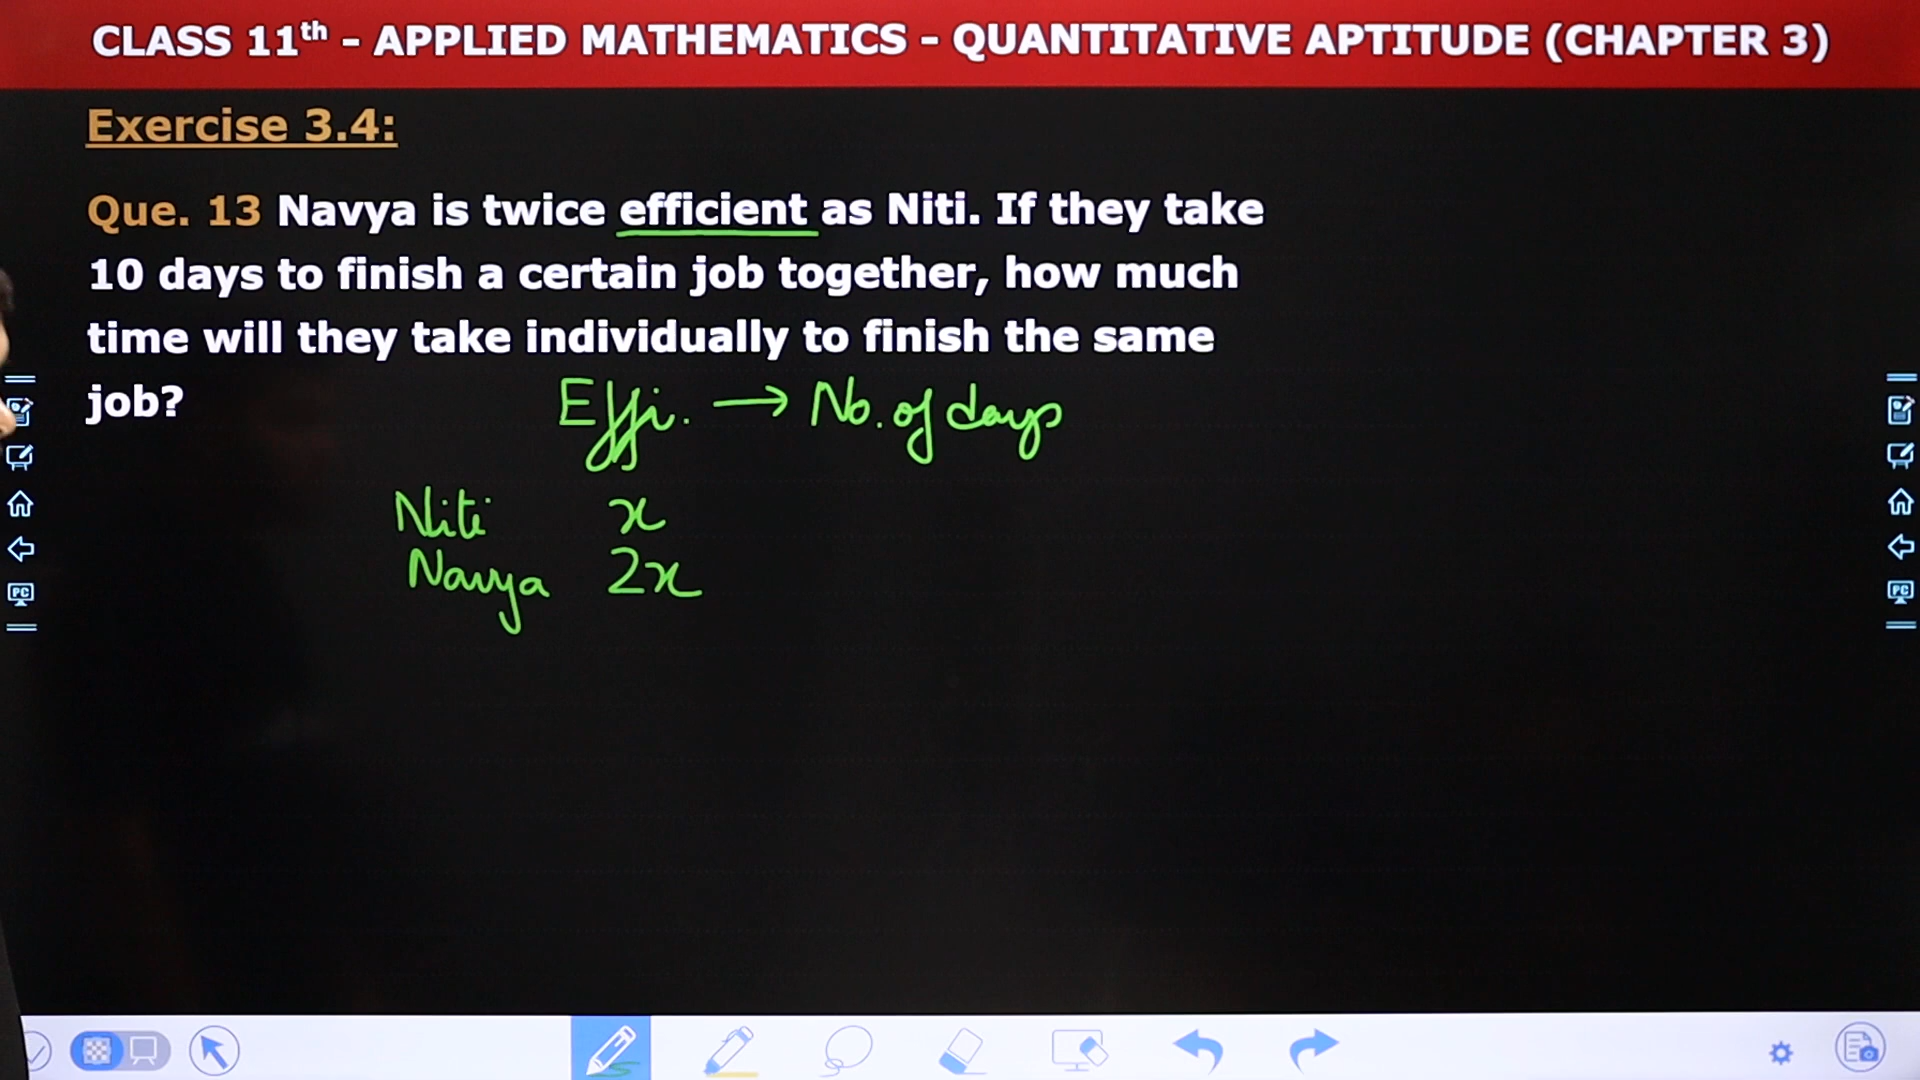 CLASS 11th - APPLIED MATHEMATICS - QUANTITATIVE APTITUDE (CHAPTER 3)
Exercise 3.4:
Que. 13 Navya is twice efficient as Niti. If they take
10 days to finish a certain job together, how much
time will they take individually to finish the same
job?
Effi. → No. of days
Niti x
Navya 2x
PC PC